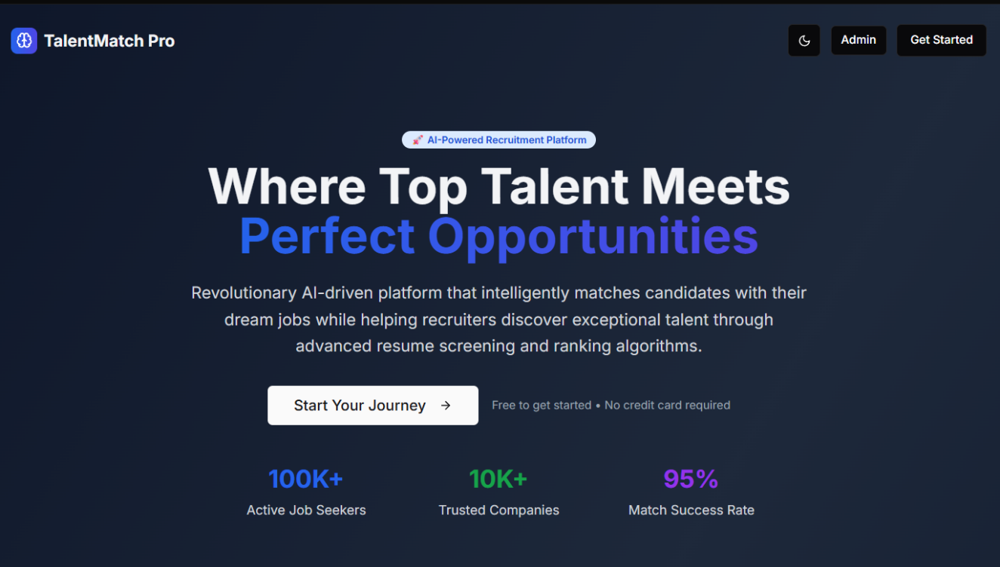 TalentMatch Pro
Admin
Get Started
AI-Powered Recruitment Platform
Where Top Talent Meets
Perfect Opportunities
Revolutionary AI-driven platform that intelligently matches candidates with their
dream jobs while helping recruiters discover exceptional talent through
advanced resume screening and ranking algorithms.
Start Your Journey →
Free to get started • No credit card required
100K+
Active Job Seekers
10K+
Trusted Companies
95%
Match Success Rate